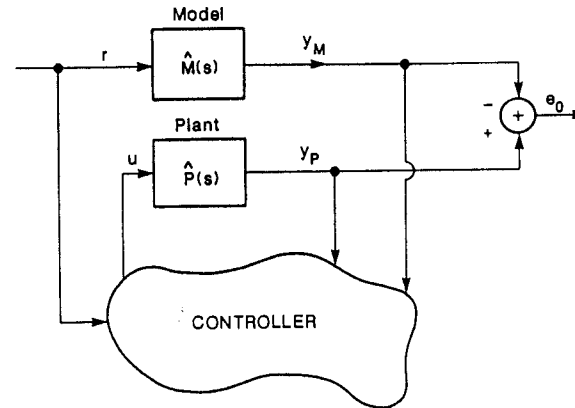 Model
r
M̂(s)
y_M
Plant
u
P̂(s)
y_P
−
+
+
e_0
CONTROLLER